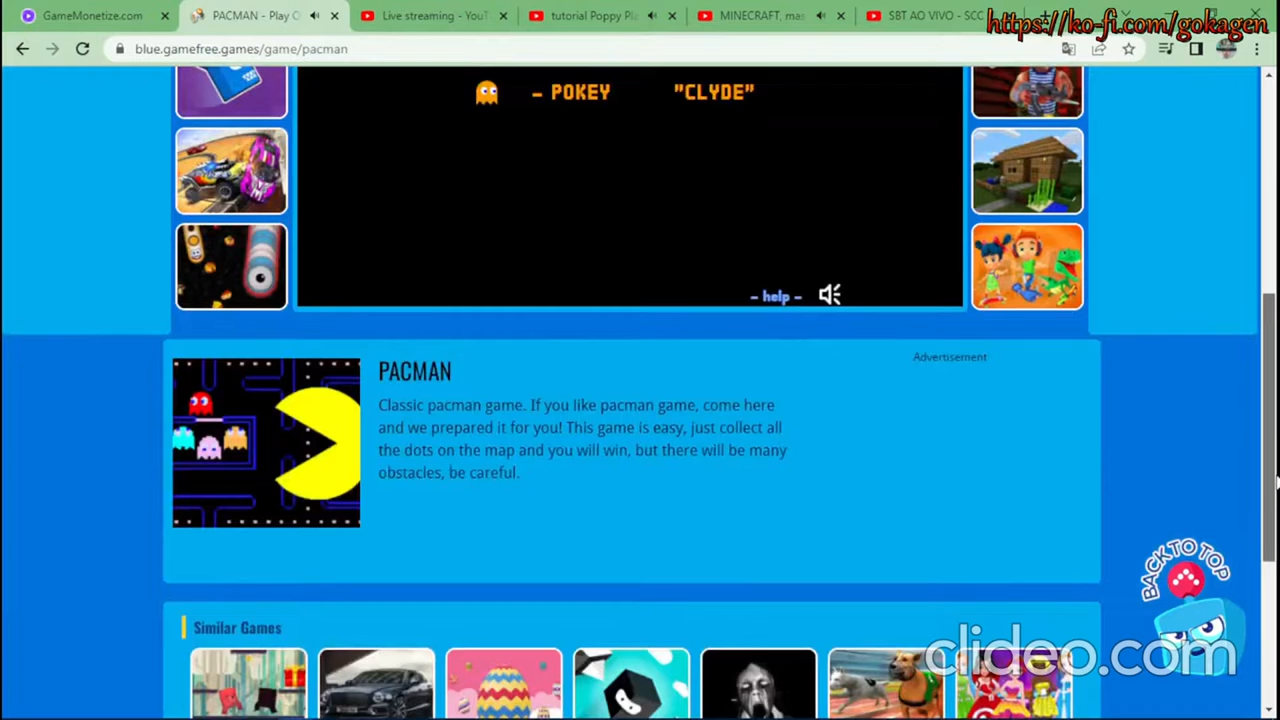 GameMonetize.com
PACMAN - Play O
Live streaming - YouT
tutorial Poppy Pla
MINECRAFT, mas
SBT AO VIVO - SCC
https://ko-fi.com/gokagen
blue.gamefree.games/game/pacman
- POKEY "CLYDE"
- help -
PACMAN
Advertisement
Classic pacman game. If you like pacman game, come here
and we prepared it for you! This game is easy, just collect all
the dots on the map and you will win, but there will be many
obstacles, be careful.
BACK TO TOP
Similar Games
clideo.com